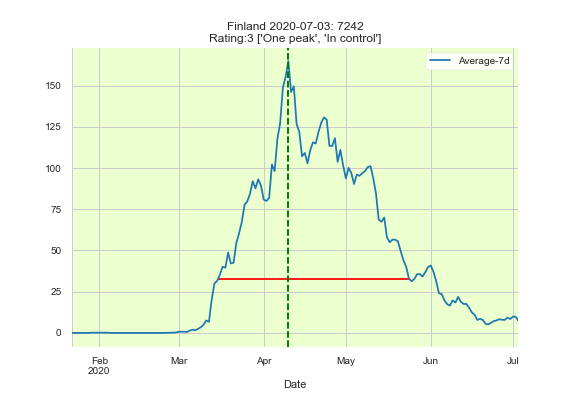 Finland 2020-07-03: 7242
Rating:3 ['One peak', 'In control']
Average-7d
150
125
100
75
50
25
0
Feb
2020
Mar
Apr
May
Jun
Jul
Date